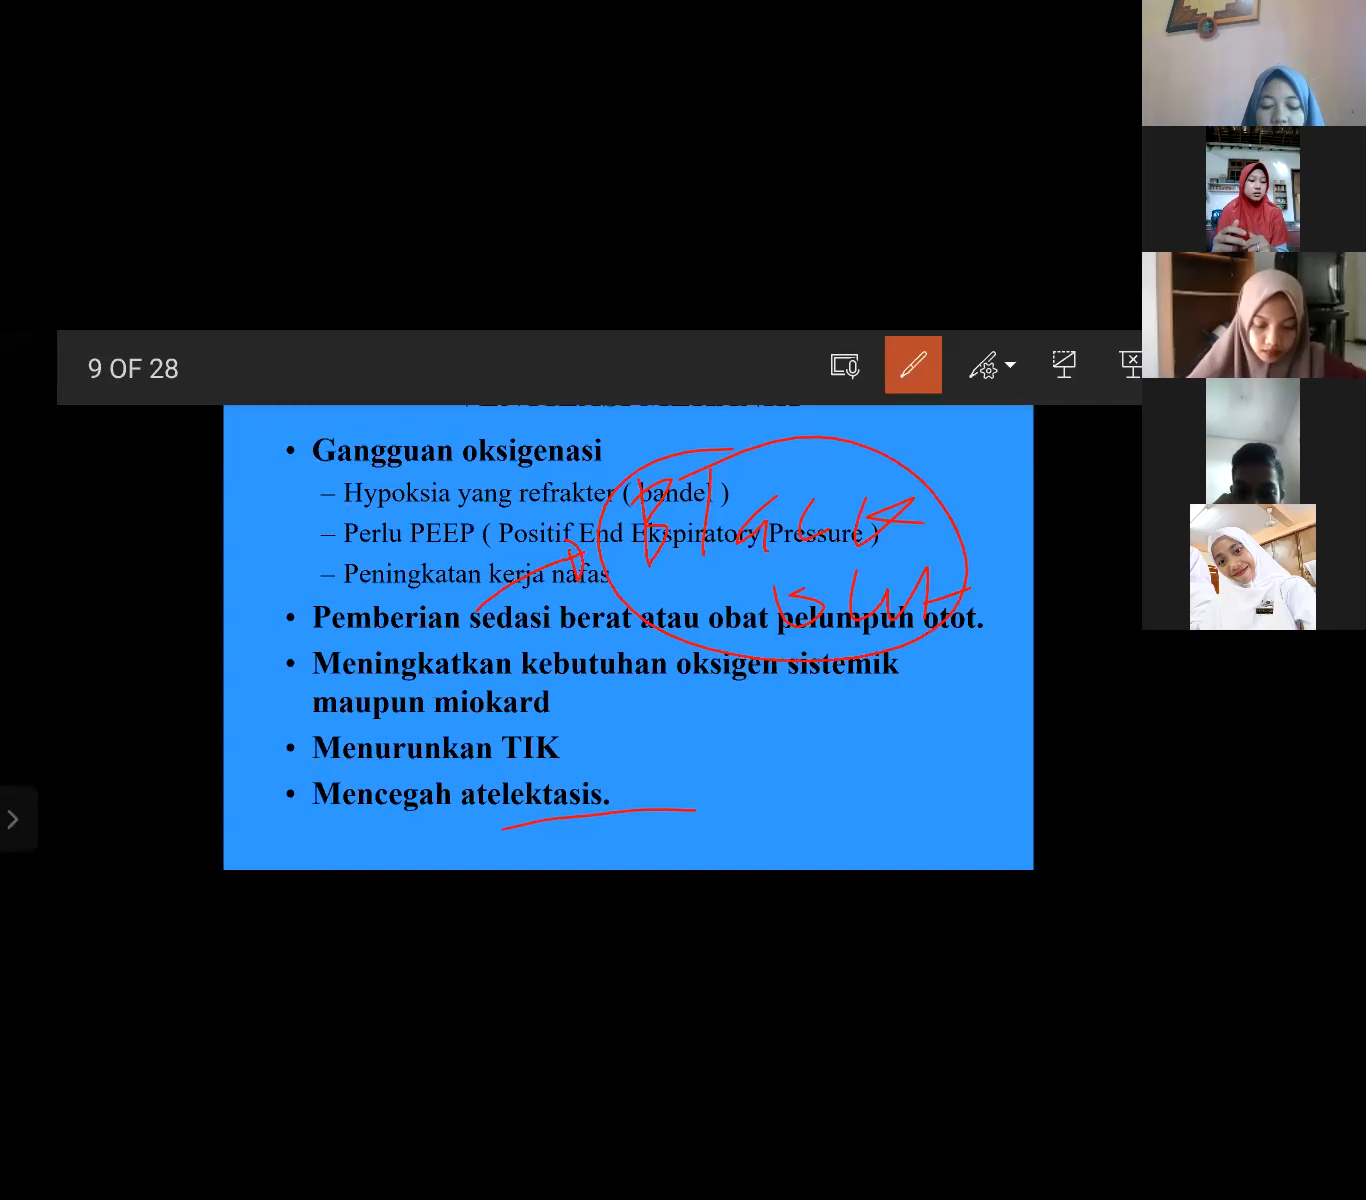 9 OF 28
• Gangguan oksigenasi
– Hypoksia yang refrakter ( bandel )
– Perlu PEEP ( Positif End Ekspiratory Pressure )
– Peningkatan kerja nafas
• Pemberian sedasi berat atau obat pelumpuh otot.
• Meningkatkan kebutuhan oksigen sistemik
maupun miokard
• Menurunkan TIK
• Mencegah atelektasis.
Black